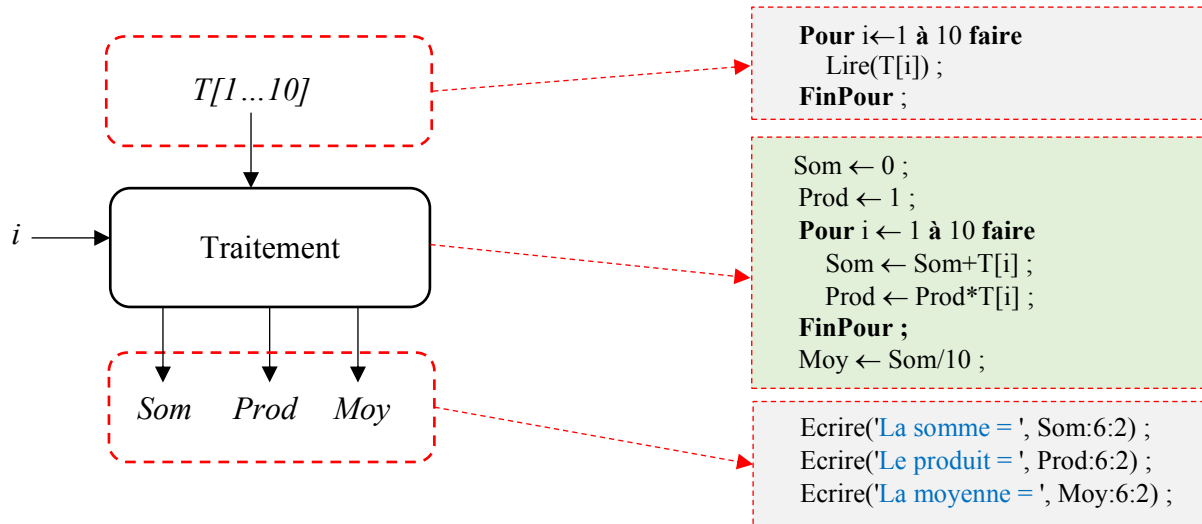 T[1…10]
i
Traitement
Som Prod Moy
Pour i←1 à 10 faire
Lire(T[i]) ;
FinPour ;
Som ← 0 ;
Prod ← 1 ;
Pour i ← 1 à 10 faire
Som ← Som+T[i] ;
Prod ← Prod*T[i] ;
FinPour ;
Moy ← Som/10 ;
Ecrire('La somme = ', Som:6:2) ;
Ecrire('Le produit = ', Prod:6:2) ;
Ecrire('La moyenne = ', Moy:6:2) ;